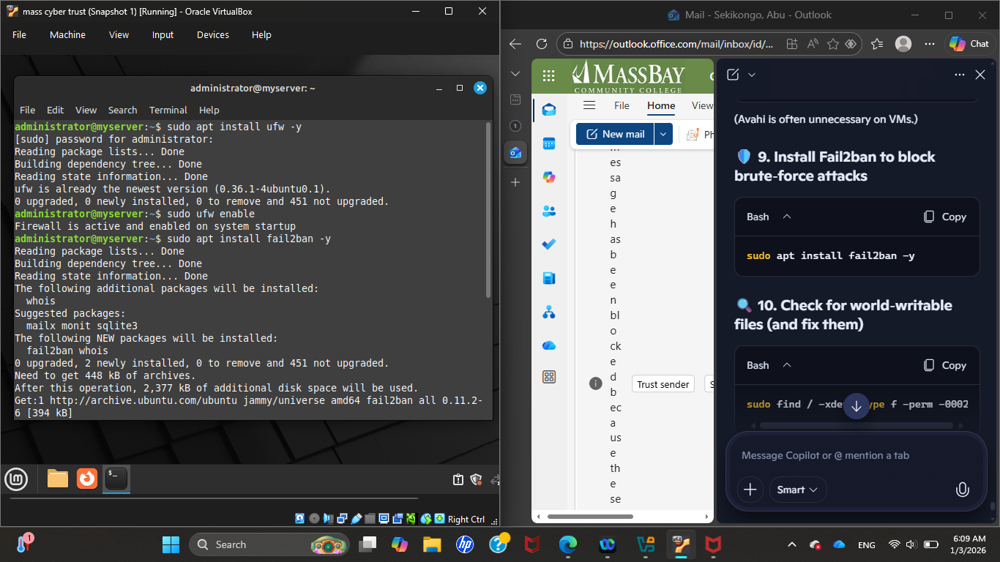 mass cyber trust (Snapshot 1) [Running] - Oracle VirtualBox
File Machine View Input Devices Help
administrator@myserver: ~
File Edit View Search Terminal Help
administrator@myserver:~$ sudo apt install ufw -y
[sudo] password for administrator:
Reading package lists... Done
Building dependency tree... Done
Reading state information... Done
ufw is already the newest version (0.36.1-4ubuntu0.1).
0 upgraded, 0 newly installed, 0 to remove and 451 not upgraded.
administrator@myserver:~$ sudo ufw enable
Firewall is active and enabled on system startup
administrator@myserver:~$ sudo apt install fail2ban -y
Reading package lists... Done
Building dependency tree... Done
Reading state information... Done
The following additional packages will be installed:
whois
Suggested packages:
mailx monit sqlite3
The following NEW packages will be installed:
fail2ban whois
0 upgraded, 2 newly installed, 0 to remove and 451 not upgraded.
Need to get 448 kB of archives.
After this operation, 2,377 kB of additional disk space will be used.
Get:1 http://archive.ubuntu.com/ubuntu jammy/universe amd64 fail2ban all 0.11.2-
6 [394 kB]
Right Ctrl
Mail - Sekikongo, Abu - Outlook
https://outlook.office.com/mail/inbox/id/...
Chat
MASSBAY
COMMUNITY COLLEGE
File Home View
New mail
Ph
es
sa
g
e
h
as
b
e
e
n
bl
o
ck
e
d
b
ec
a
us
e
th
e
se
Trust sender
(Avahi is often unnecessary on VMs.)
9. Install Fail2ban to block
brute-force attacks
Bash Copy
sudo apt install fail2ban -y
10. Check for world-writable
files (and fix them)
Bash Copy
sudo find / -xde ype f -perm -0002
Message Copilot or @ mention a tab
Smart
1
Search
ENG
6:09 AM
1/3/2026